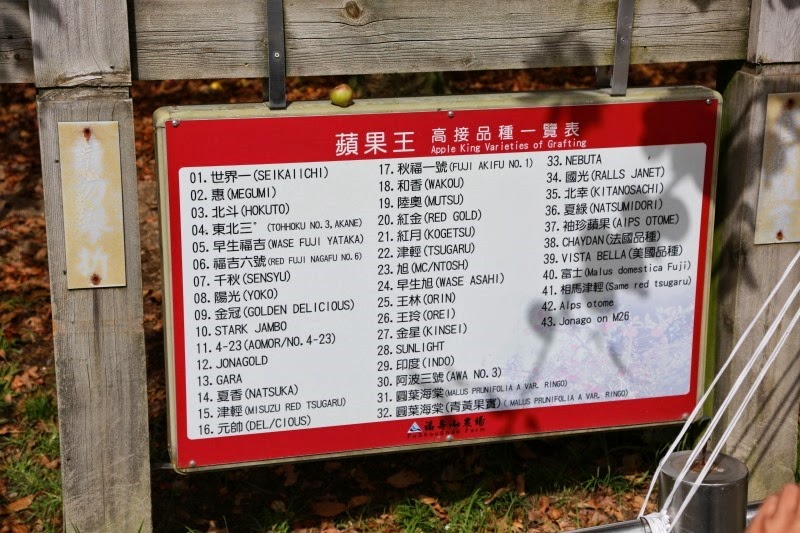 蘋果王 高接品種一覽表
Apple King Varieties of Grafting
01. 世界一(SEIKAIICHI)
02. 惠(MEGUMI)
03. 北斗(HOKUTO)
04. 東北三˚(TOHHOKU NO.3,AKANE)
05. 早生福吉(WASE FUJI YATAKA)
06. 福吉六號(RED FUJI NAGAFU NO.6)
07. 千秋(SENSYU)
08. 陽光(YOKO)
09. 金冠(GOLDEN DELICIOUS)
10. STARK JAMBO
11. 4-23(AOMOR/NO.4-23)
12. JONAGOLD
13. GARA
14. 夏香(NATSUKA)
15. 津輕(MISUZU RED TSUGARU)
16. 元帥(DEL/CIOUS)
17. 秋福一號(FUJI AKIFU NO.1)
18. 和香(WAKOU)
19. 陸奧(MUTSU)
20. 紅金(RED GOLD)
21. 紅月(KOGETSU)
22. 津輕(TSUGARU)
23. 旭(MC/NTOSH)
24. 早生旭(WASE ASAHI)
25. 王林(ORIN)
26. 王玲(OREI)
27. 金星(KINSEI)
28. SUNLIGHT
29. 印度(INDO)
30. 阿波三號(AWA NO.3)
31. 圓葉海棠(MALUS PRUNIFOLIA A VAR. RINGO)
32. 圓葉海棠(青黃果實)(MALUS PRUNIFOLIA A VAR. RINGO)
33. NEBUTA
34. 國光(RALLS JANET)
35. 北幸(KITANOSACHI)
36. 夏綠(NATSUMIDORI)
37. 袖珍蘋果(AIPS OTOME)
38. CHAYDAN(法國品種)
39. VISTA BELLA(美國品種)
40. 富士(Malus domestica Fuji)
41. 相馬津輕(Same red tsugaru)
42. Alps otome
43. Jonago on M26
福壽山農場
FuShouShan Farm